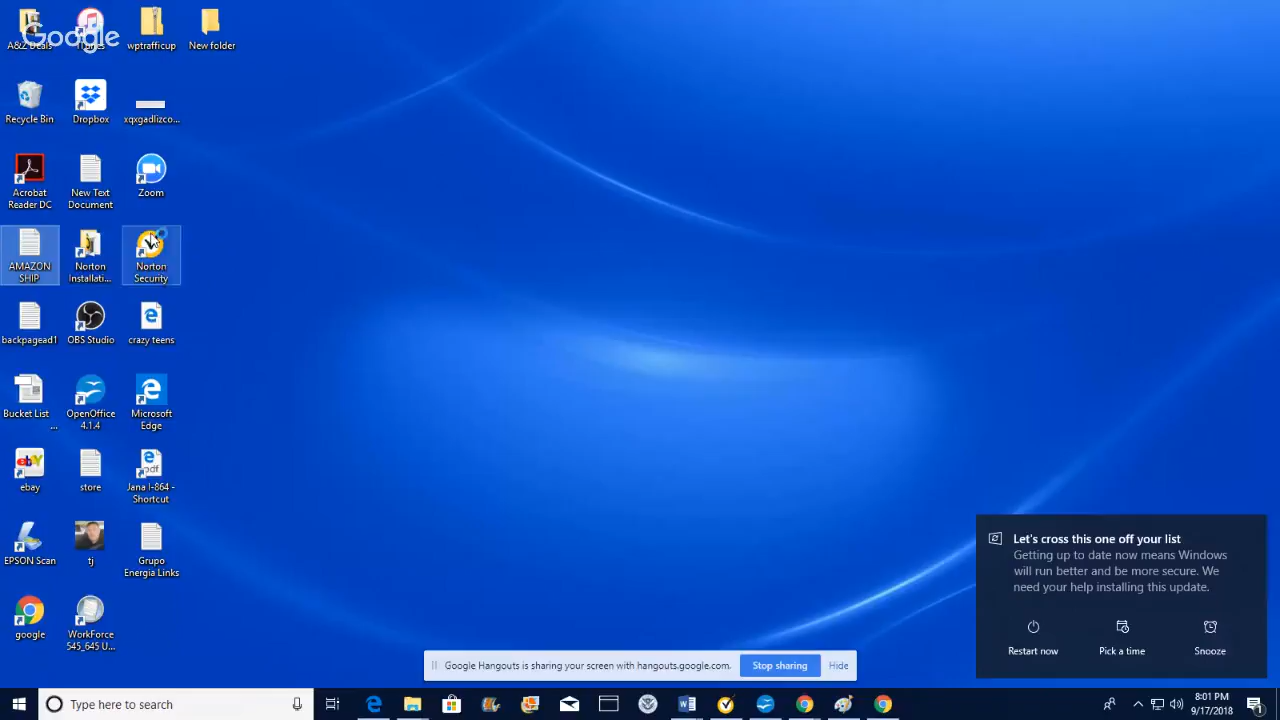 Google
A&Z Deals
iTunes
wptrafficup
New folder
Recycle Bin
Dropbox
xqxgadlizco...
Acrobat
Reader DC
New Text
Document
Zoom
AMAZON
SHIP
Norton
Installati...
Norton
Security
backpagead1
OBS Studio
crazy teens
Bucket List
...
OpenOffice
4.1.4
Microsoft
Edge
ebay
store
Jana I-864 -
Shortcut
EPSON Scan
tj
Grupo
Energia Links
google
WorkForce
545_645 U...
Let's cross this one off your list
Getting up to date now means Windows
will run better and be more secure. We
need your help installing this update.
Restart now
Pick a time
Snooze
Google Hangouts is sharing your screen with hangouts.google.com.
Stop sharing
Hide
Type here to search
8:01 PM
9/17/2018